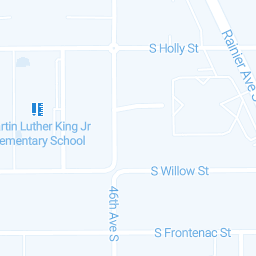 S Holly St
Rainier Ave S
rtin Luther King Jr
ementary School
S Willow St
46th Ave S
S Frontenac St